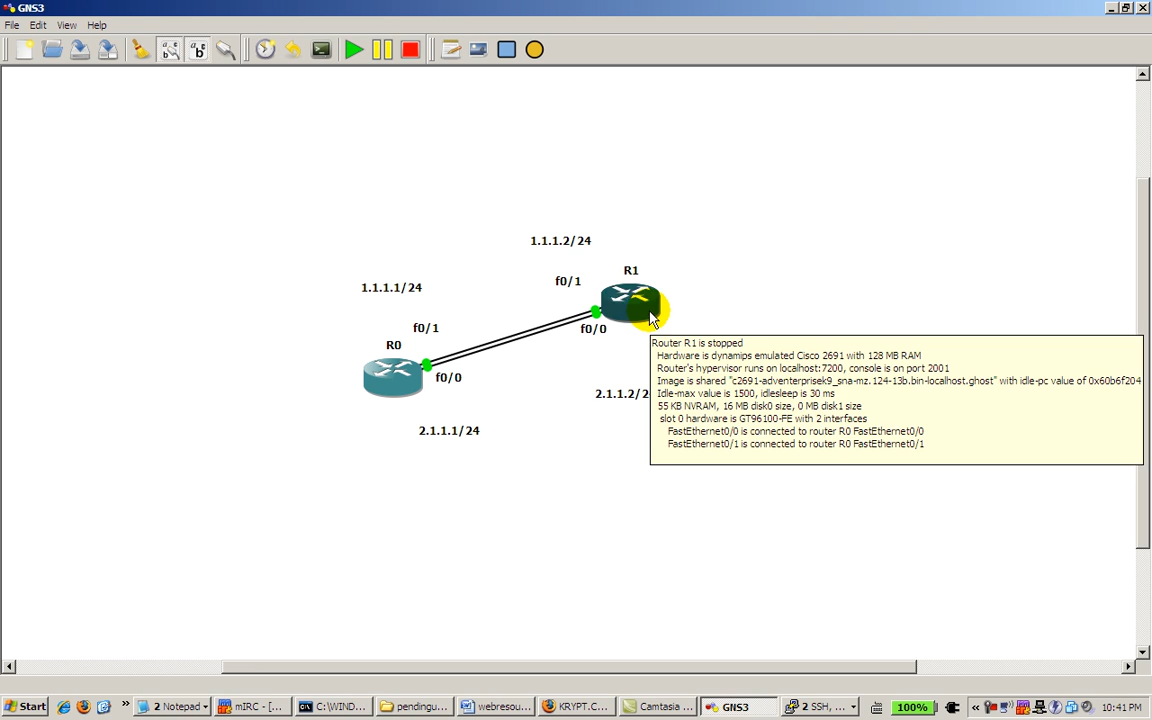 GNS3
File Edit View Help
1.1.1.2/24
R1
1.1.1.1/24
f0/1
f0/1
f0/0
R0
Router R1 is stopped
Hardware is dynamips emulated Cisco 2691 with 128 MB RAM
Router's hypervisor runs on localhost:7200, console is on port 2001
f0/0
Image is shared "c2691-adventerprisek9_sna-mz.124-13b.bin-localhost.ghost" with idle-pc value of 0x60b6f204
2.1.1.2/2
Idle-max value is 1500, idlesleep is 30 ms
55 KB NVRAM, 16 MB disk0 size, 0 MB disk1 size
slot 0 hardware is GT96100-FE with 2 interfaces
2.1.1.1/24
FastEthernet0/0 is connected to router R0 FastEthernet0/0
FastEthernet0/1 is connected to router R0 FastEthernet0/1
Start » 2 Notepad mIRC - [... C:\WIND... pendingu... webresou... KRYPT.C... Camtasia ... GNS3 2 SSH, ... 100% « 10:41 PM